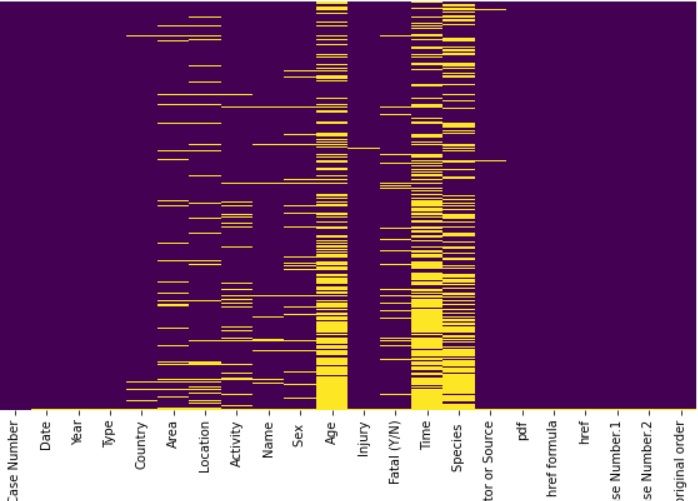 Case Number
Date
Year
Type
Country
Area
Location
Activity
Name
Sex
Age
Injury
Fatal (Y/N)
Time
Species
tor or Source
pdf
href formula
href
se Number.1
se Number.2
original order